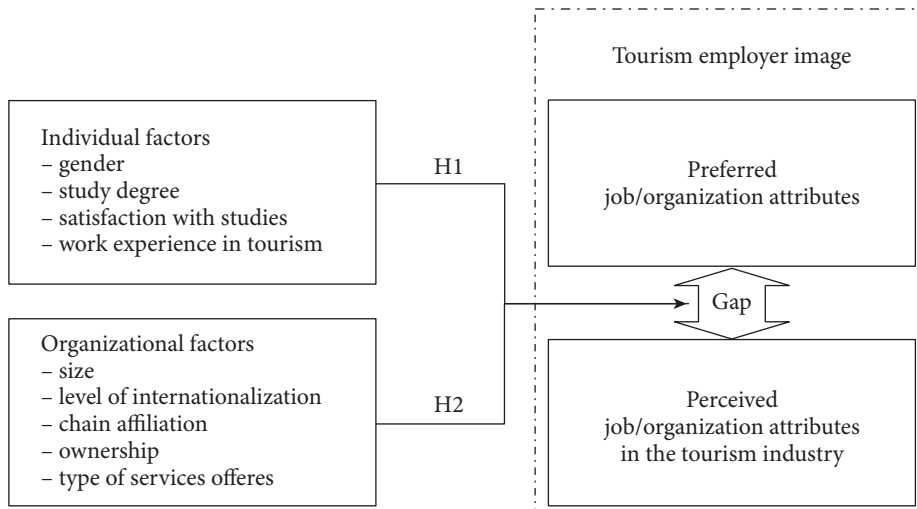 Tourism employer image
Individual factors
– gender
– study degree
– satisfaction with studies
– work experience in tourism
H1
Preferred
job/organization attributes
Gap
Organizational factors
– size
– level of internationalization
– chain affiliation
– ownership
– type of services offeres
H2
Perceived
job/organization attributes
in the tourism industry